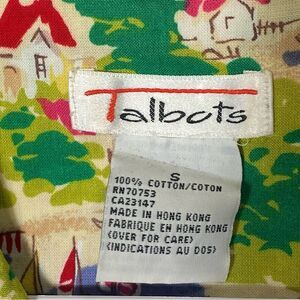 Talbots
S
100% COTTON/COTON
RN70753
CA23147
MADE IN HONG KONG
FABRIQUE EN HONG KONG
(OVER FOR CARE)
(INDICATIONS AU DOS)